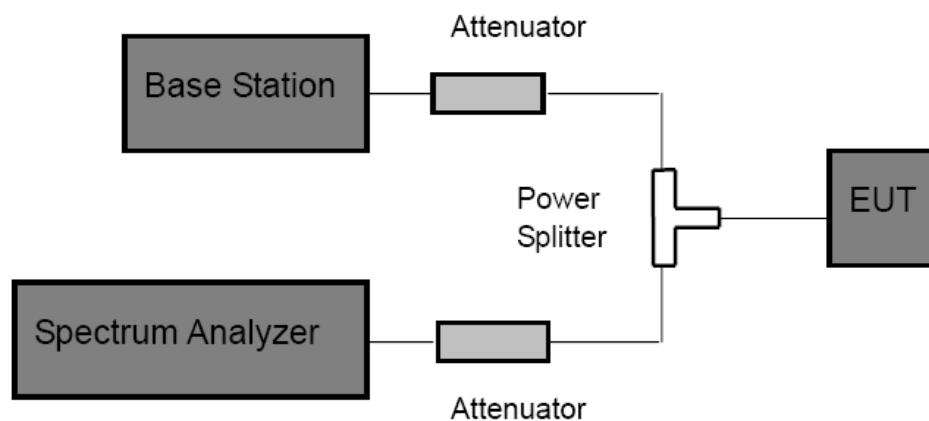 Attenuator
Base Station
Power
Splitter
EUT
Spectrum Analyzer
Attenuator